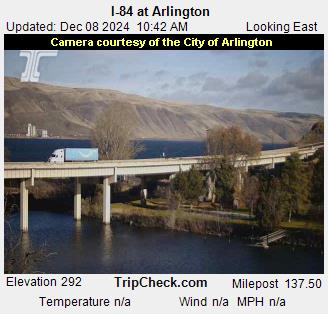 I-84 at Arlington
Updated: Dec 08 2024 10:42 AM Looking East
Camera courtesy of the City of Arlington
Elevation 292 TripCheck.com Milepost 137.50
Temperature n/a Wind n/a MPH n/a